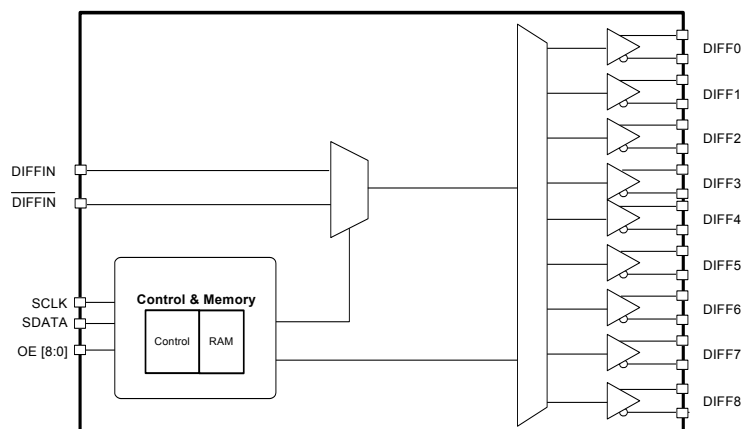 DIFF0
DIFF1
DIFF2
DIFFIN
DIFF3
DIFFIN
DIFF4
DIFF5
Control & Memory
SCLK
SDATA
DIFF6
Control RAM
OE [8:0]
DIFF7
DIFF8